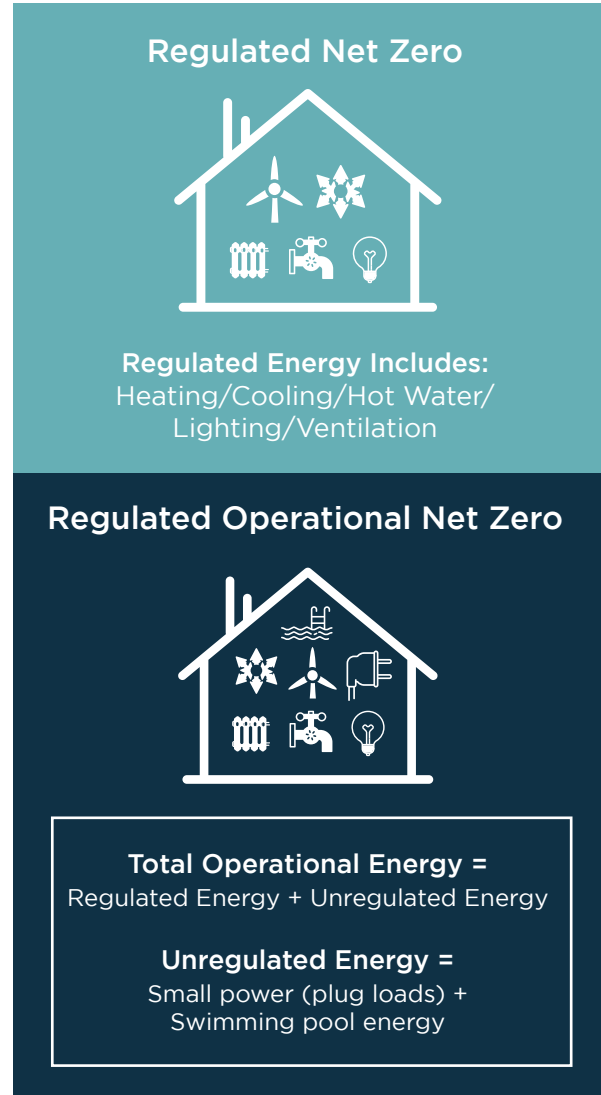 Regulated Net Zero
Regulated Energy Includes:
Heating/Cooling/Hot Water/
Lighting/Ventilation
Regulated Operational Net Zero
Total Operational Energy =
Regulated Energy + Unregulated Energy
Unregulated Energy =
Small power (plug loads) +
Swimming pool energy